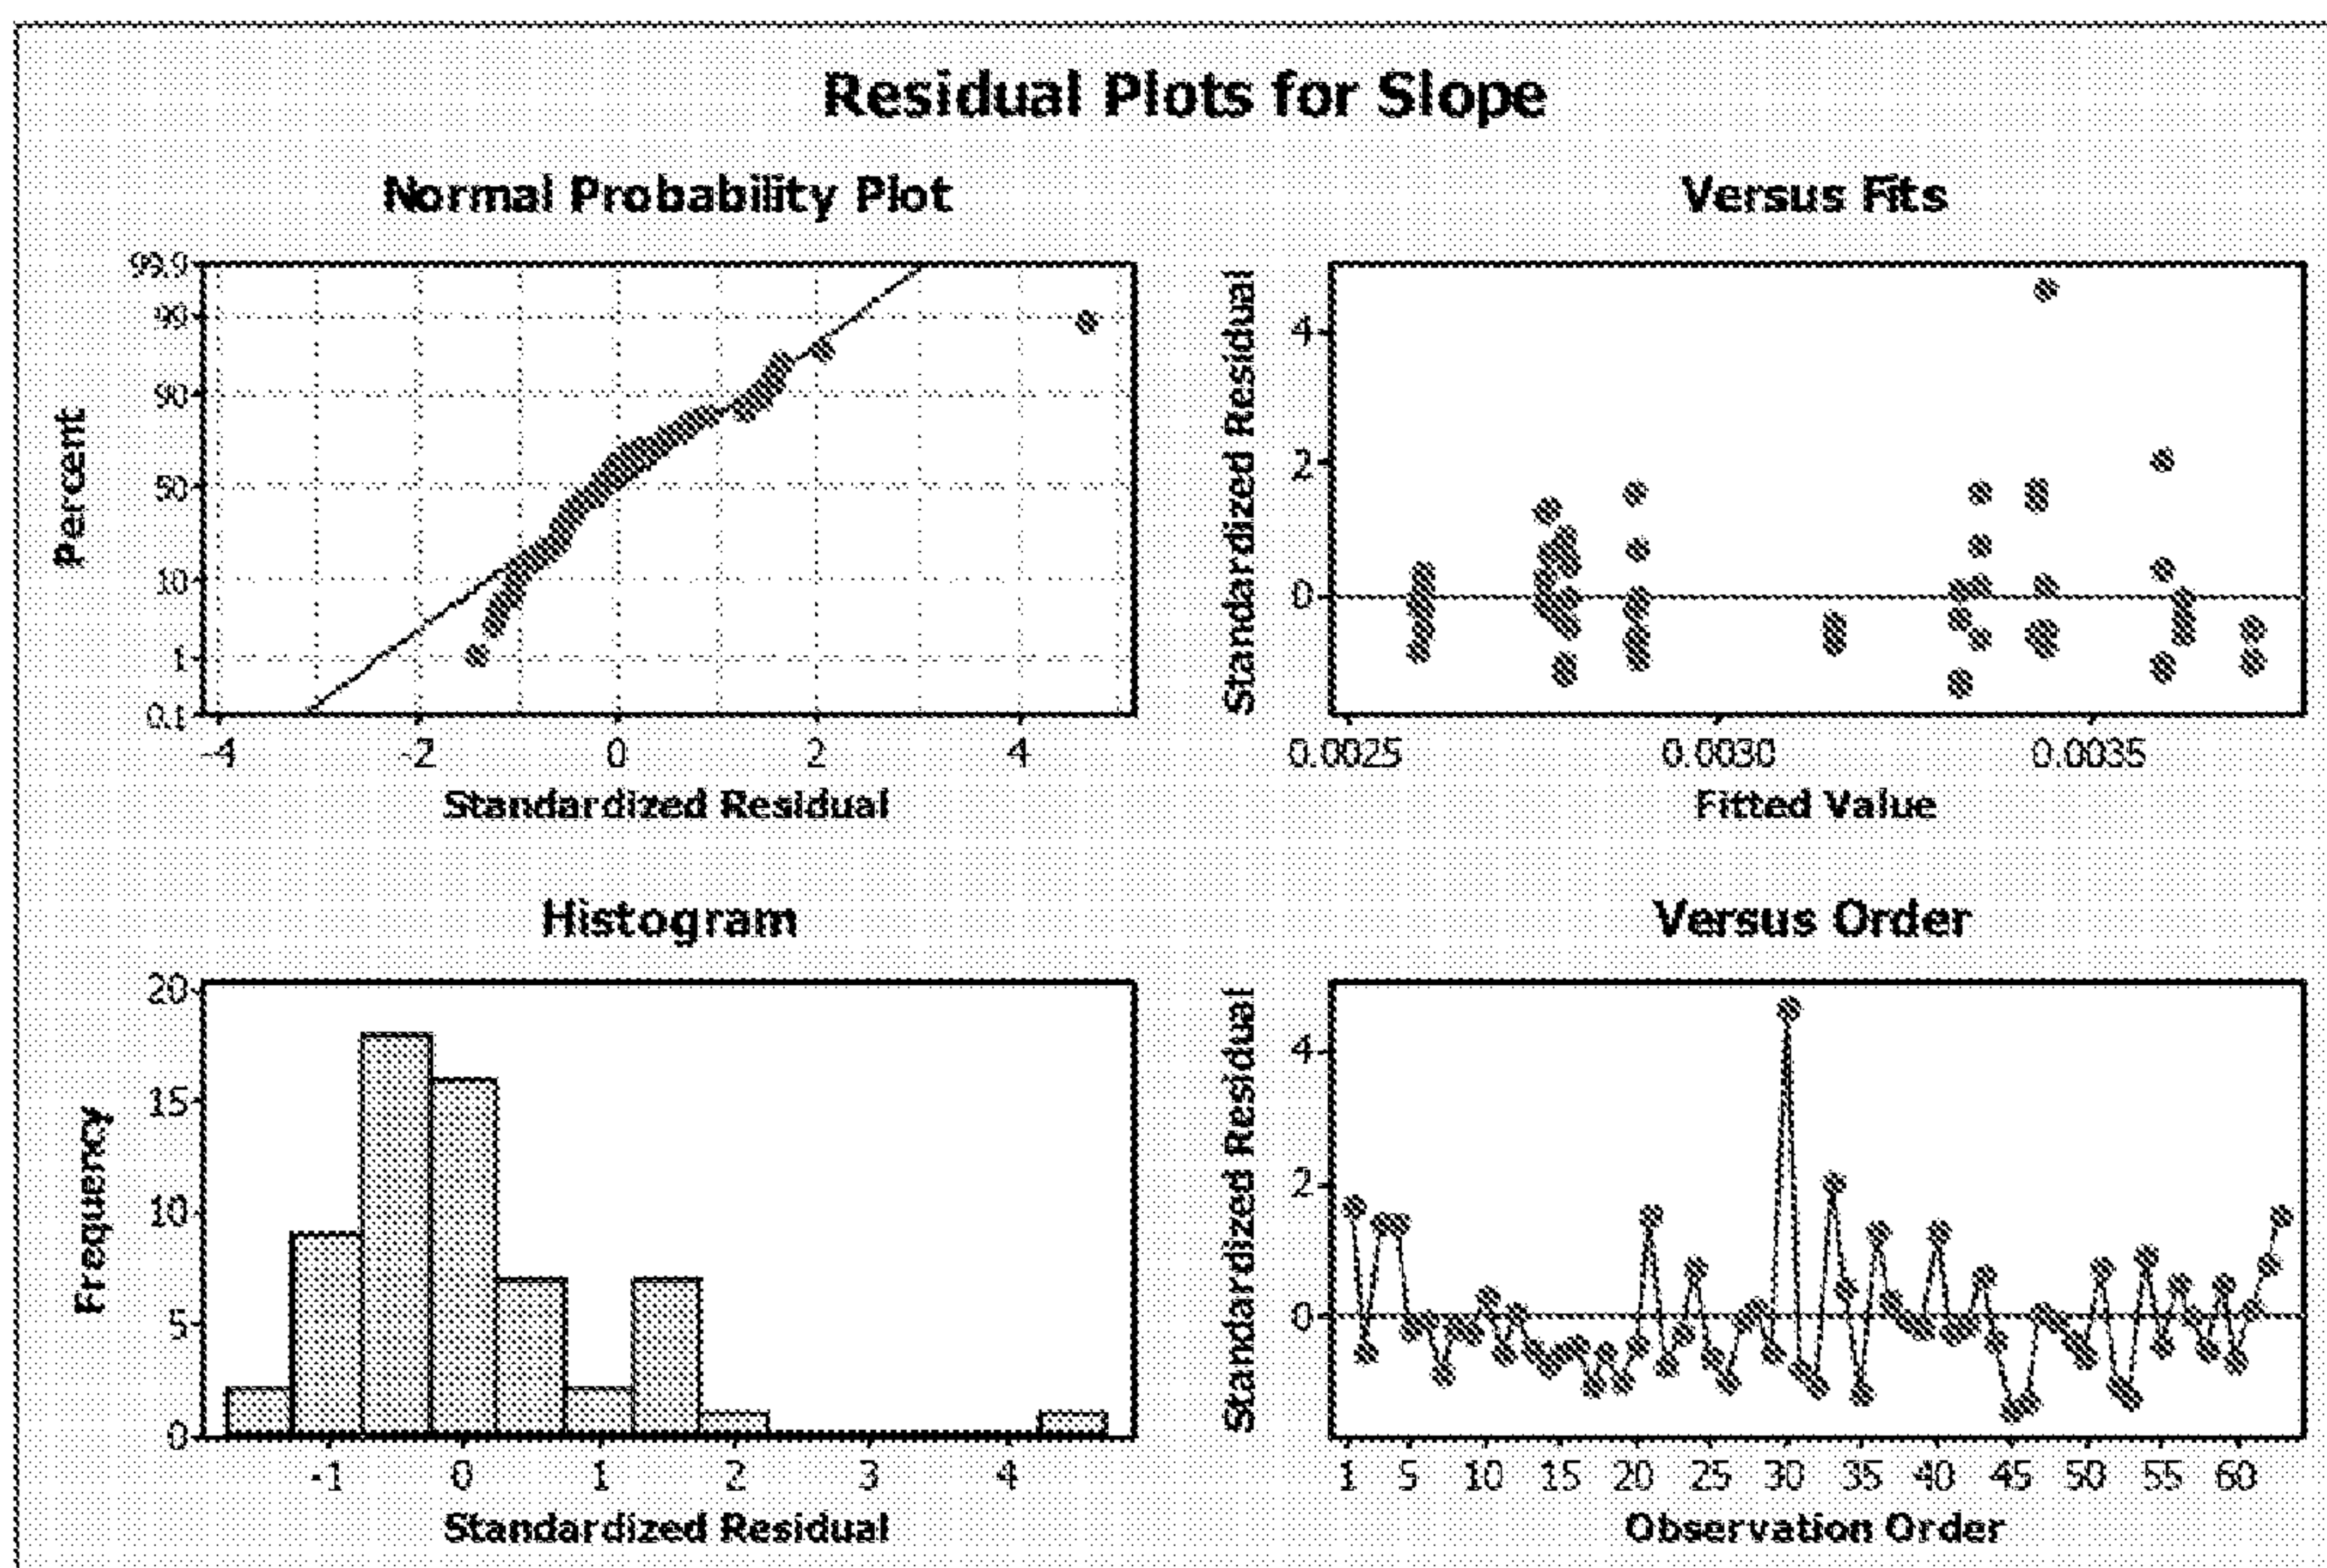 Residual Plots for Slope
Normal Probability Plot
Percent
99.9
99
90
50
10
1
0.1
-4 -2 0 2 4
Standardized Residual
Versus Fits
Standardized Residual
4
2
0
0.0025 0.0030 0.0035
Fitted Value
Histogram
Frequency
20
15
10
5
0
-1 0 1 2 3 4
Standardized Residual
Versus Order
Standardized Residual
4
2
0
1 5 10 15 20 25 30 35 40 45 50 55 60
Observation Order